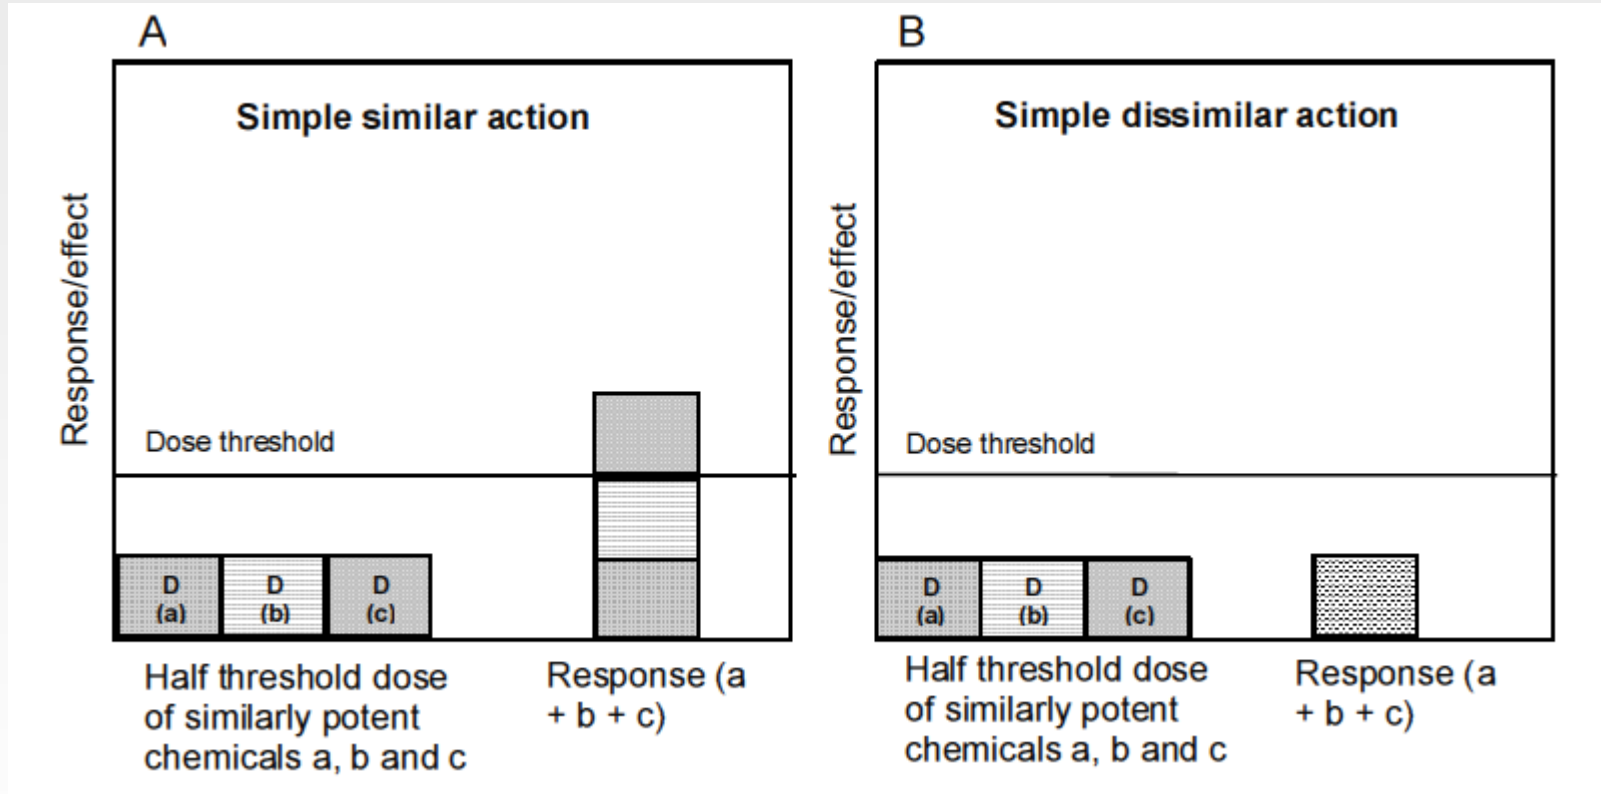 A
Simple similar action
Response/effect
Dose threshold
D
(a)
D
(b)
D
(c)
Half threshold dose
of similarly potent
chemicals a, b and c
Response (a
+ b + c)
B
Simple dissimilar action
Response/effect
Dose threshold
D
(a)
D
(b)
D
(c)
Half threshold dose
of similarly potent
chemicals a, b and c
Response (a
+ b + c)